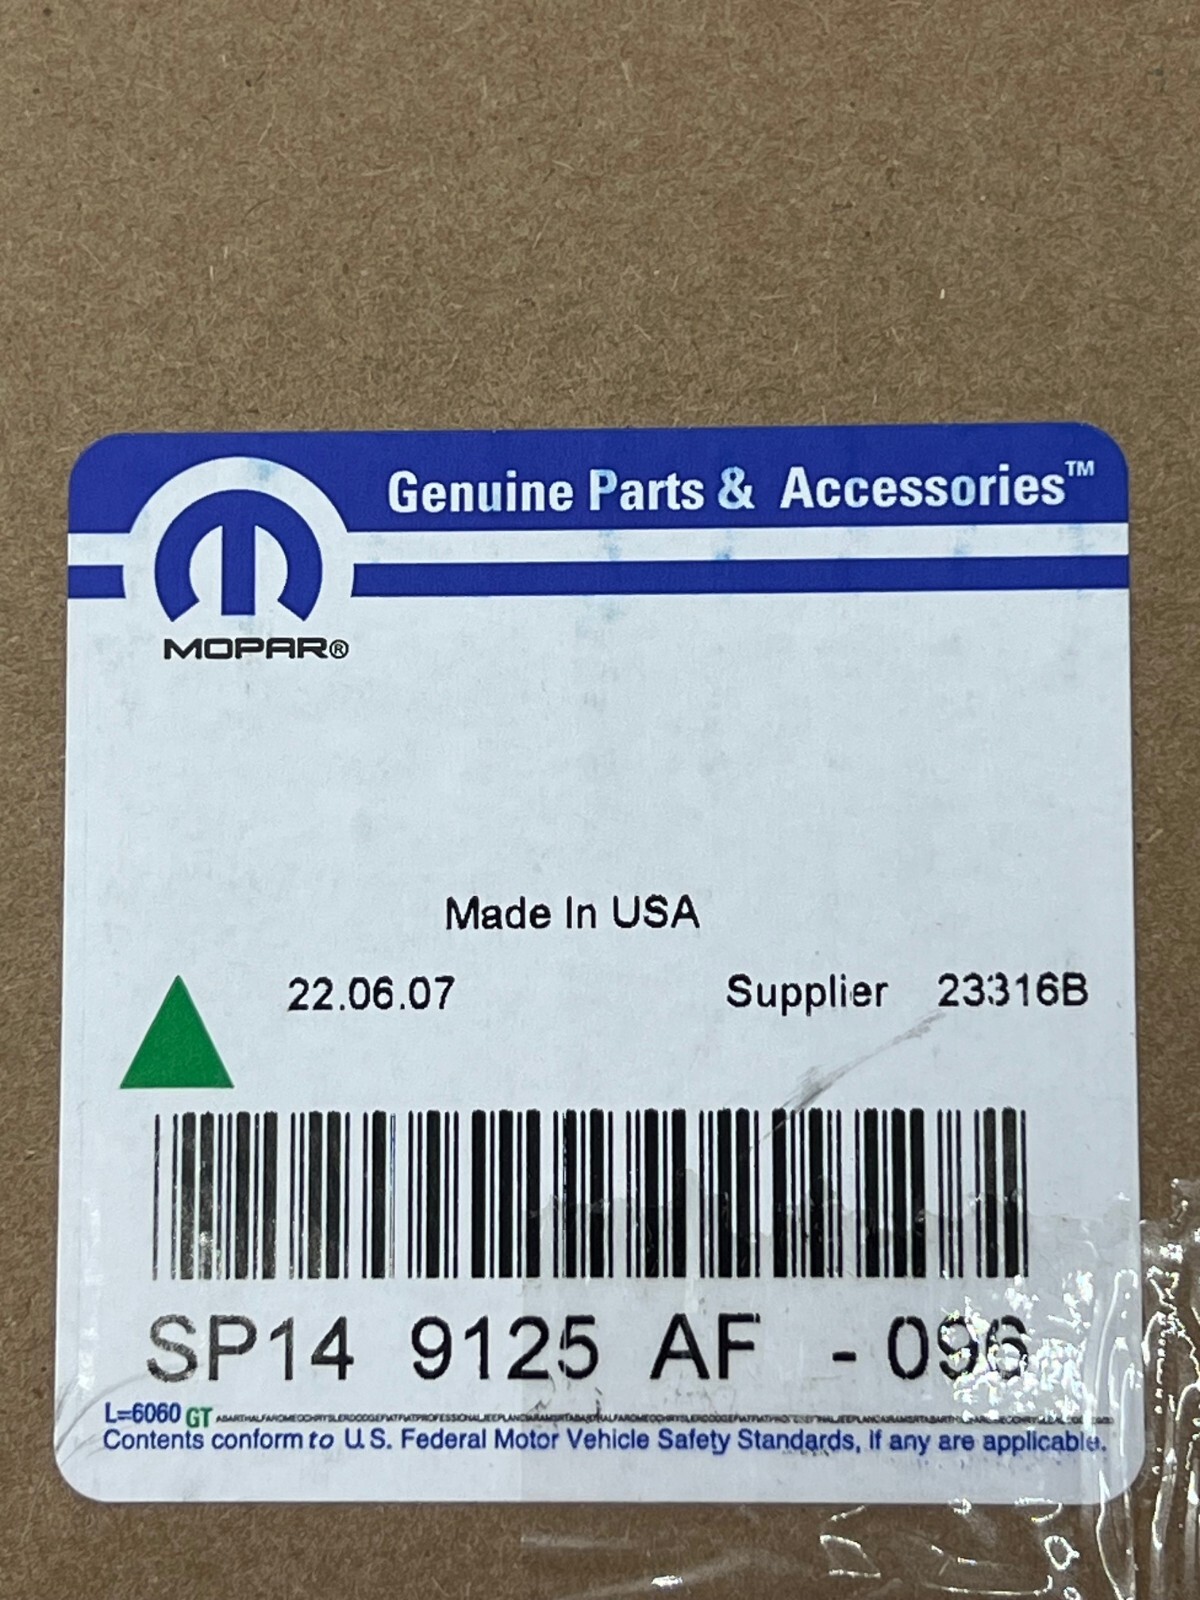 Genuine Parts & Accessories™
MOPAR®
Made In USA
22.06.07 Supplier 23316B
SP14 9125 AF - 096
L=6060 GT
Contents conform to U.S. Federal Motor Vehicle Safety Standards, if any are applicable.